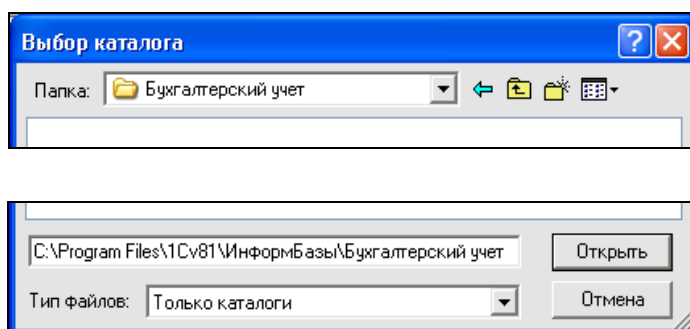 Выбор каталога
Папка: Бухгалтерский учет
C:\Program Files\1Cv81\ИнформБазы\Бухгалтерский учет Открыть
Тип файлов: Только каталоги Отмена